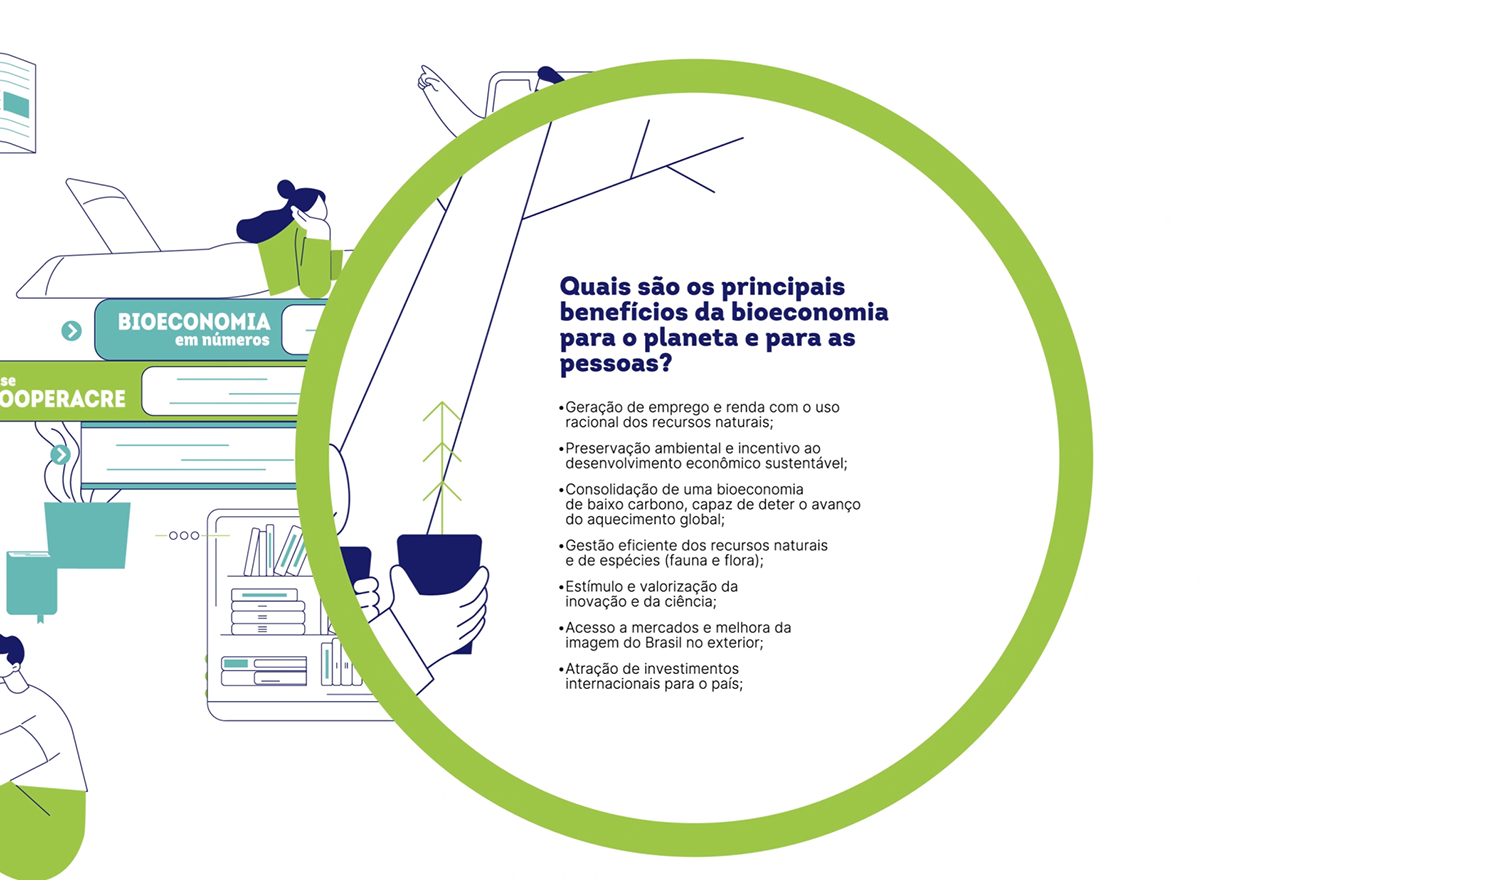 BIOECONOMIA
em números
se
OOPERACRE
Quais são os principais
benefícios da bioeconomia
para o planeta e para as
pessoas?
•Geração de emprego e renda com o uso
racional dos recursos naturais;
•Preservação ambiental e incentivo ao
desenvolvimento econômico sustentável;
•Consolidação de uma bioeconomia
de baixo carbono, capaz de deter o avanço
do aquecimento global;
•Gestão eficiente dos recursos naturais
e de espécies (fauna e flora);
•Estímulo e valorização da
inovação e da ciência;
•Acesso a mercados e melhora da
imagem do Brasil no exterior;
•Atração de investimentos
internacionais para o país;